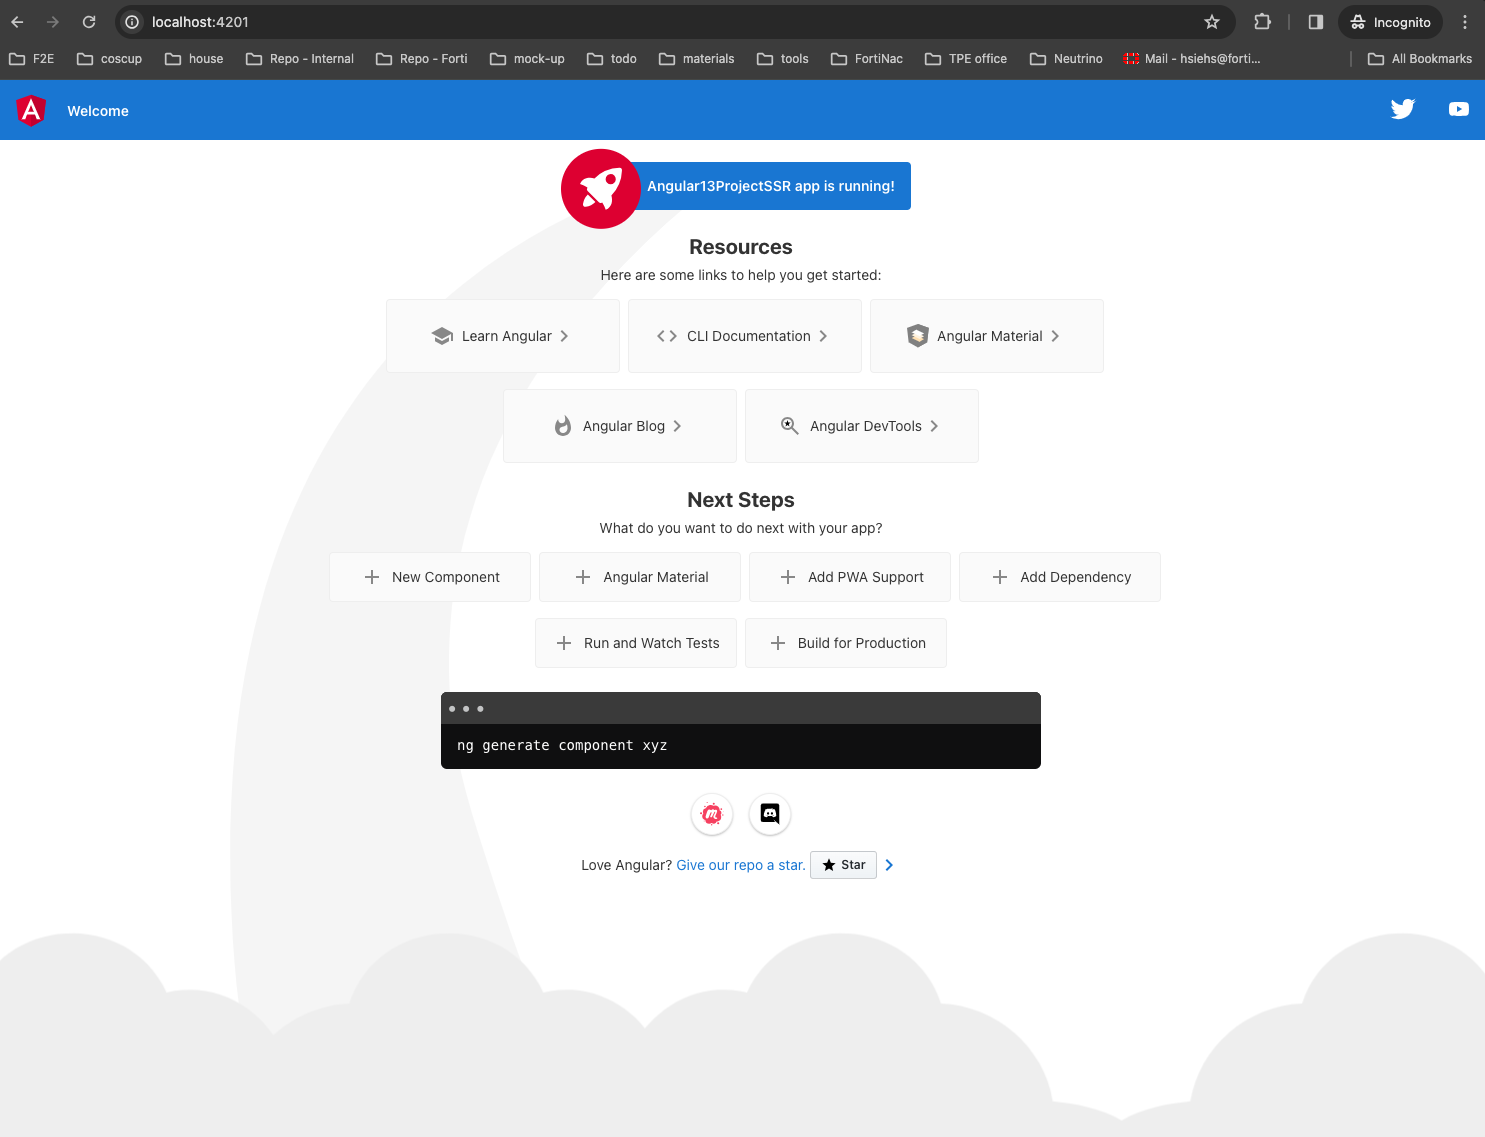 localhost:4201
Incognito
F2E
coscup
house
Repo - Internal
Repo - Forti
mock-up
todo
materials
tools
FortiNac
TPE office
Neutrino
Mail - hsiehs@forti...
All Bookmarks
Welcome
Angular13ProjectSSR app is running!
Resources
Here are some links to help you get started:
Learn Angular
CLI Documentation
Angular Material
Angular Blog
Angular DevTools
Next Steps
What do you want to do next with your app?
New Component
Angular Material
Add PWA Support
Add Dependency
Run and Watch Tests
Build for Production
ng generate component xyz
Love Angular? Give our repo a star. Star